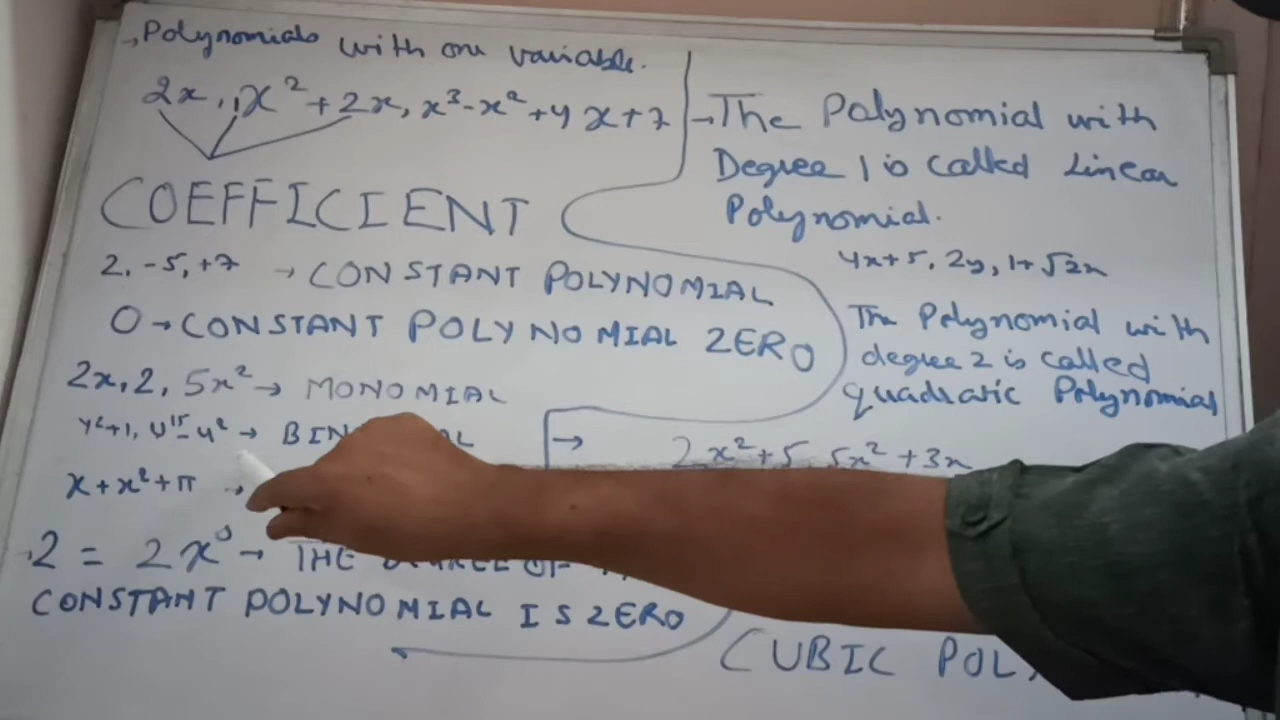 Polynomials with one variable.
2x, 1x² + 2x, x³ - x² + 4x + 7
COEFFICIENT
2, -5, +7 → CONSTANT POLYNOMIAL
0 → CONSTANT POLYNOMIAL ZERO
2x, 2, 5x² → MONOMIAL
y²+1, u¹⁵ - u² →
x + x² + π →
2 = 2x⁰ → THE OF
CONSTANT POLYNOMIAL IS ZERO
→ The Polynomial with
Degree 1 is called Linear
Polynomial.
4x+5, 2y, 1+√2x
The Polynomial with
degree 2 is called
quadratic Polynomial
→ 2x²+5 5x²+3x
CUBIC